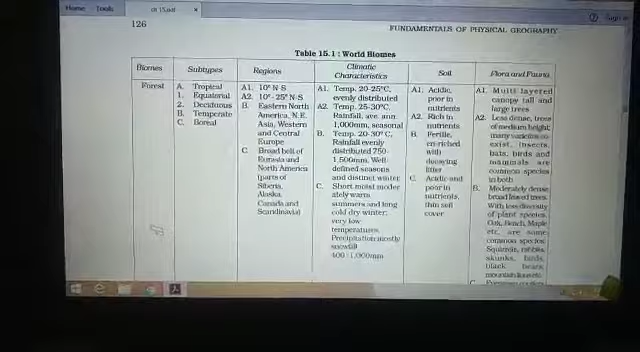 Home Tools
126
FUNDAMENTALS OF PHYSICAL GEOGRAPHY
Table 15.1 : World Biomes
Biomes
Subtypes
Regions
Climatic
Characteristics
Soil
Flora and Fauna
Forest
A. Tropical
1. Equatorial
2. Deciduous
B. Temperate
C. Boreal
A1. 10° N-S
A2. 10° - 25° N-S
B. Eastern North
America, N.E.
Asia, Western
and Central
Europe
C. Broad belt of
Eurasia and
North America
(parts of
Siberia,
Alaska,
Canada and
Scandinavia)
A1. Temp. 20-25°C,
evenly distributed
A2. Temp. 25-30°C,
Rainfall, ave. ann.
1,000mm, seasonal
B. Temp. 20-30° C,
Rainfall evenly
distributed 750-
1,500mm, Well
defined seasons
and distinct winter.
C. Short moist moder
ately warm
summers and long
cold dry winter;
very low
temperatures.
Precipitation mostly
snowfall
400 - 1,000mm
A1. Acidic,
poor in
nutrients
A2. Rich in
nutrients
B. Fertile,
en-riched
with
decaying
litter
C. Acidic and
poor in
nutrients,
thin soil
cover
A1. Multi-layered
canopy tall and
large trees
A2. Less dense, trees
of medium height;
many varieties co-
exist. Insects,
bats, birds and
mammals are
common species
in both
B. Moderately dense
broad leaved trees.
With less diversity
of plant species.
Oak, Beach, Maple
etc. are some
common species.
Squirrels, rabbits,
skunks, birds,
black bears,
mountain lions etc.
C.